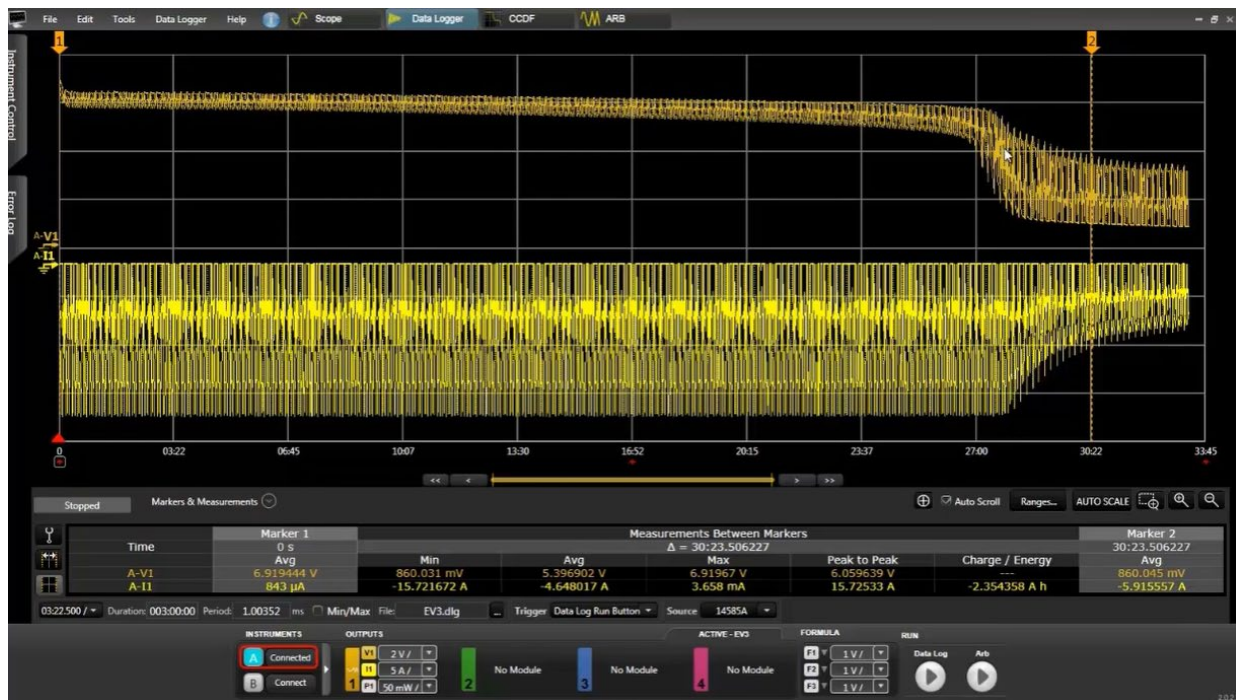 File Edit Tools Data Logger Help Scope Data Logger CCDF ARB
1 2
Instrument Control
Error Log
A-V1
A-I1
0 03:22 06:45 10:07 13:30 16:52 20:15 23:37 27:00 30:22 33:45
<< < > >>
Stopped Markers & Measurements Auto Scroll Ranges... AUTO SCALE
Marker 1 Measurements Between Markers Marker 2
Time 0 s Δ = 30:23.506227 30:23.506227
Avg Min Avg Max Peak to Peak Charge / Energy Avg
A-V1 6.919444 V 860.031 mV 5.396902 V 6.91967 V 6.059639 V --- 860.045 mV
A-I1 843 µA -15.721672 A -4.648017 A 3.658 mA 15.72533 A -2.354358 A h -5.915557 A
03:22.500 / Duration: 003:00:00 Period: 1.00352 ms Min/Max File: EV3.dlg ... Trigger Data Log Run Button Source 14585A
INSTRUMENTS OUTPUTS ACTIVE - EV3 FORMULA RUN
A Connected V1 2 V / No Module No Module No Module F1 1 V / Data Log Arb
I1 5 A / F2 1 V /
B Connect 1 P1 50 mW / 2 3 4 F3 1 V /